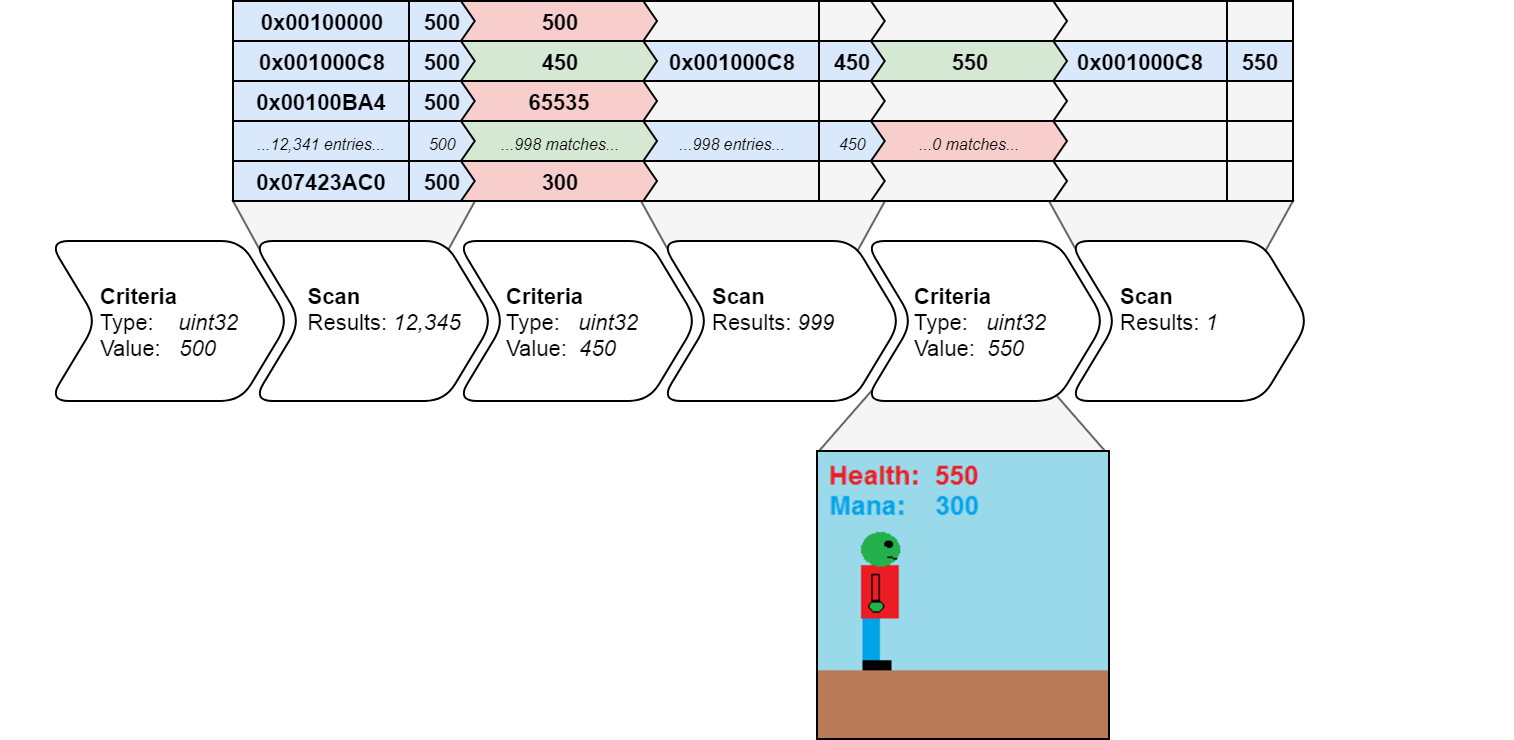 0x00100000 500 500
0x001000C8 500 450 0x001000C8 450 550 0x001000C8 550
0x00100BA4 500 65535
...12,341 entries... 500 ...998 matches... ...998 entries... 450 ...0 matches...
0x07423AC0 500 300
Criteria
Type: uint32
Value: 500
Scan
Results: 12,345
Criteria
Type: uint32
Value: 450
Scan
Results: 999
Criteria
Type: uint32
Value: 550
Scan
Results: 1
Health: 550
Mana: 300